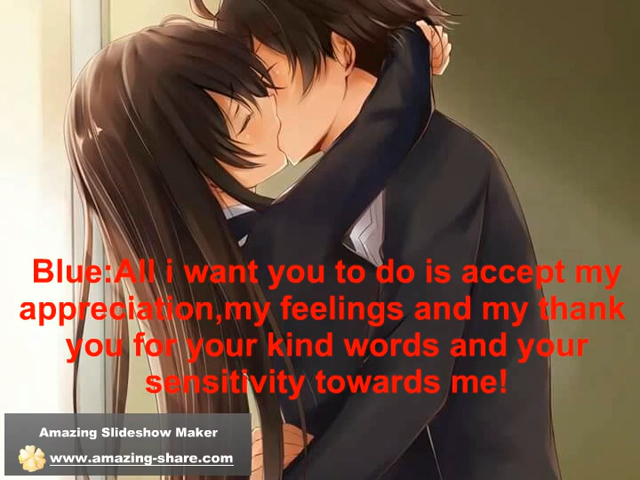 Blue:All i want you to do is accept my
appreciation,my feelings and my thank
you for your kind words and your
sensitivity towards me!
Amazing Slideshow Maker
www.amazing-share.com